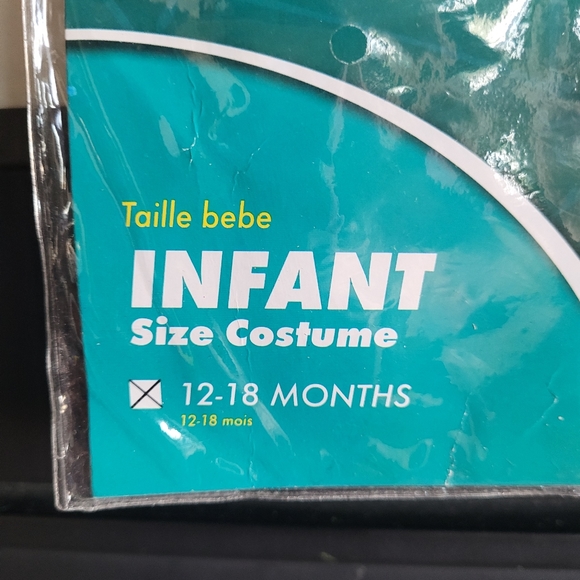 Taille bebe
INFANT
Size Costume
12-18 MONTHS
12-18 mois